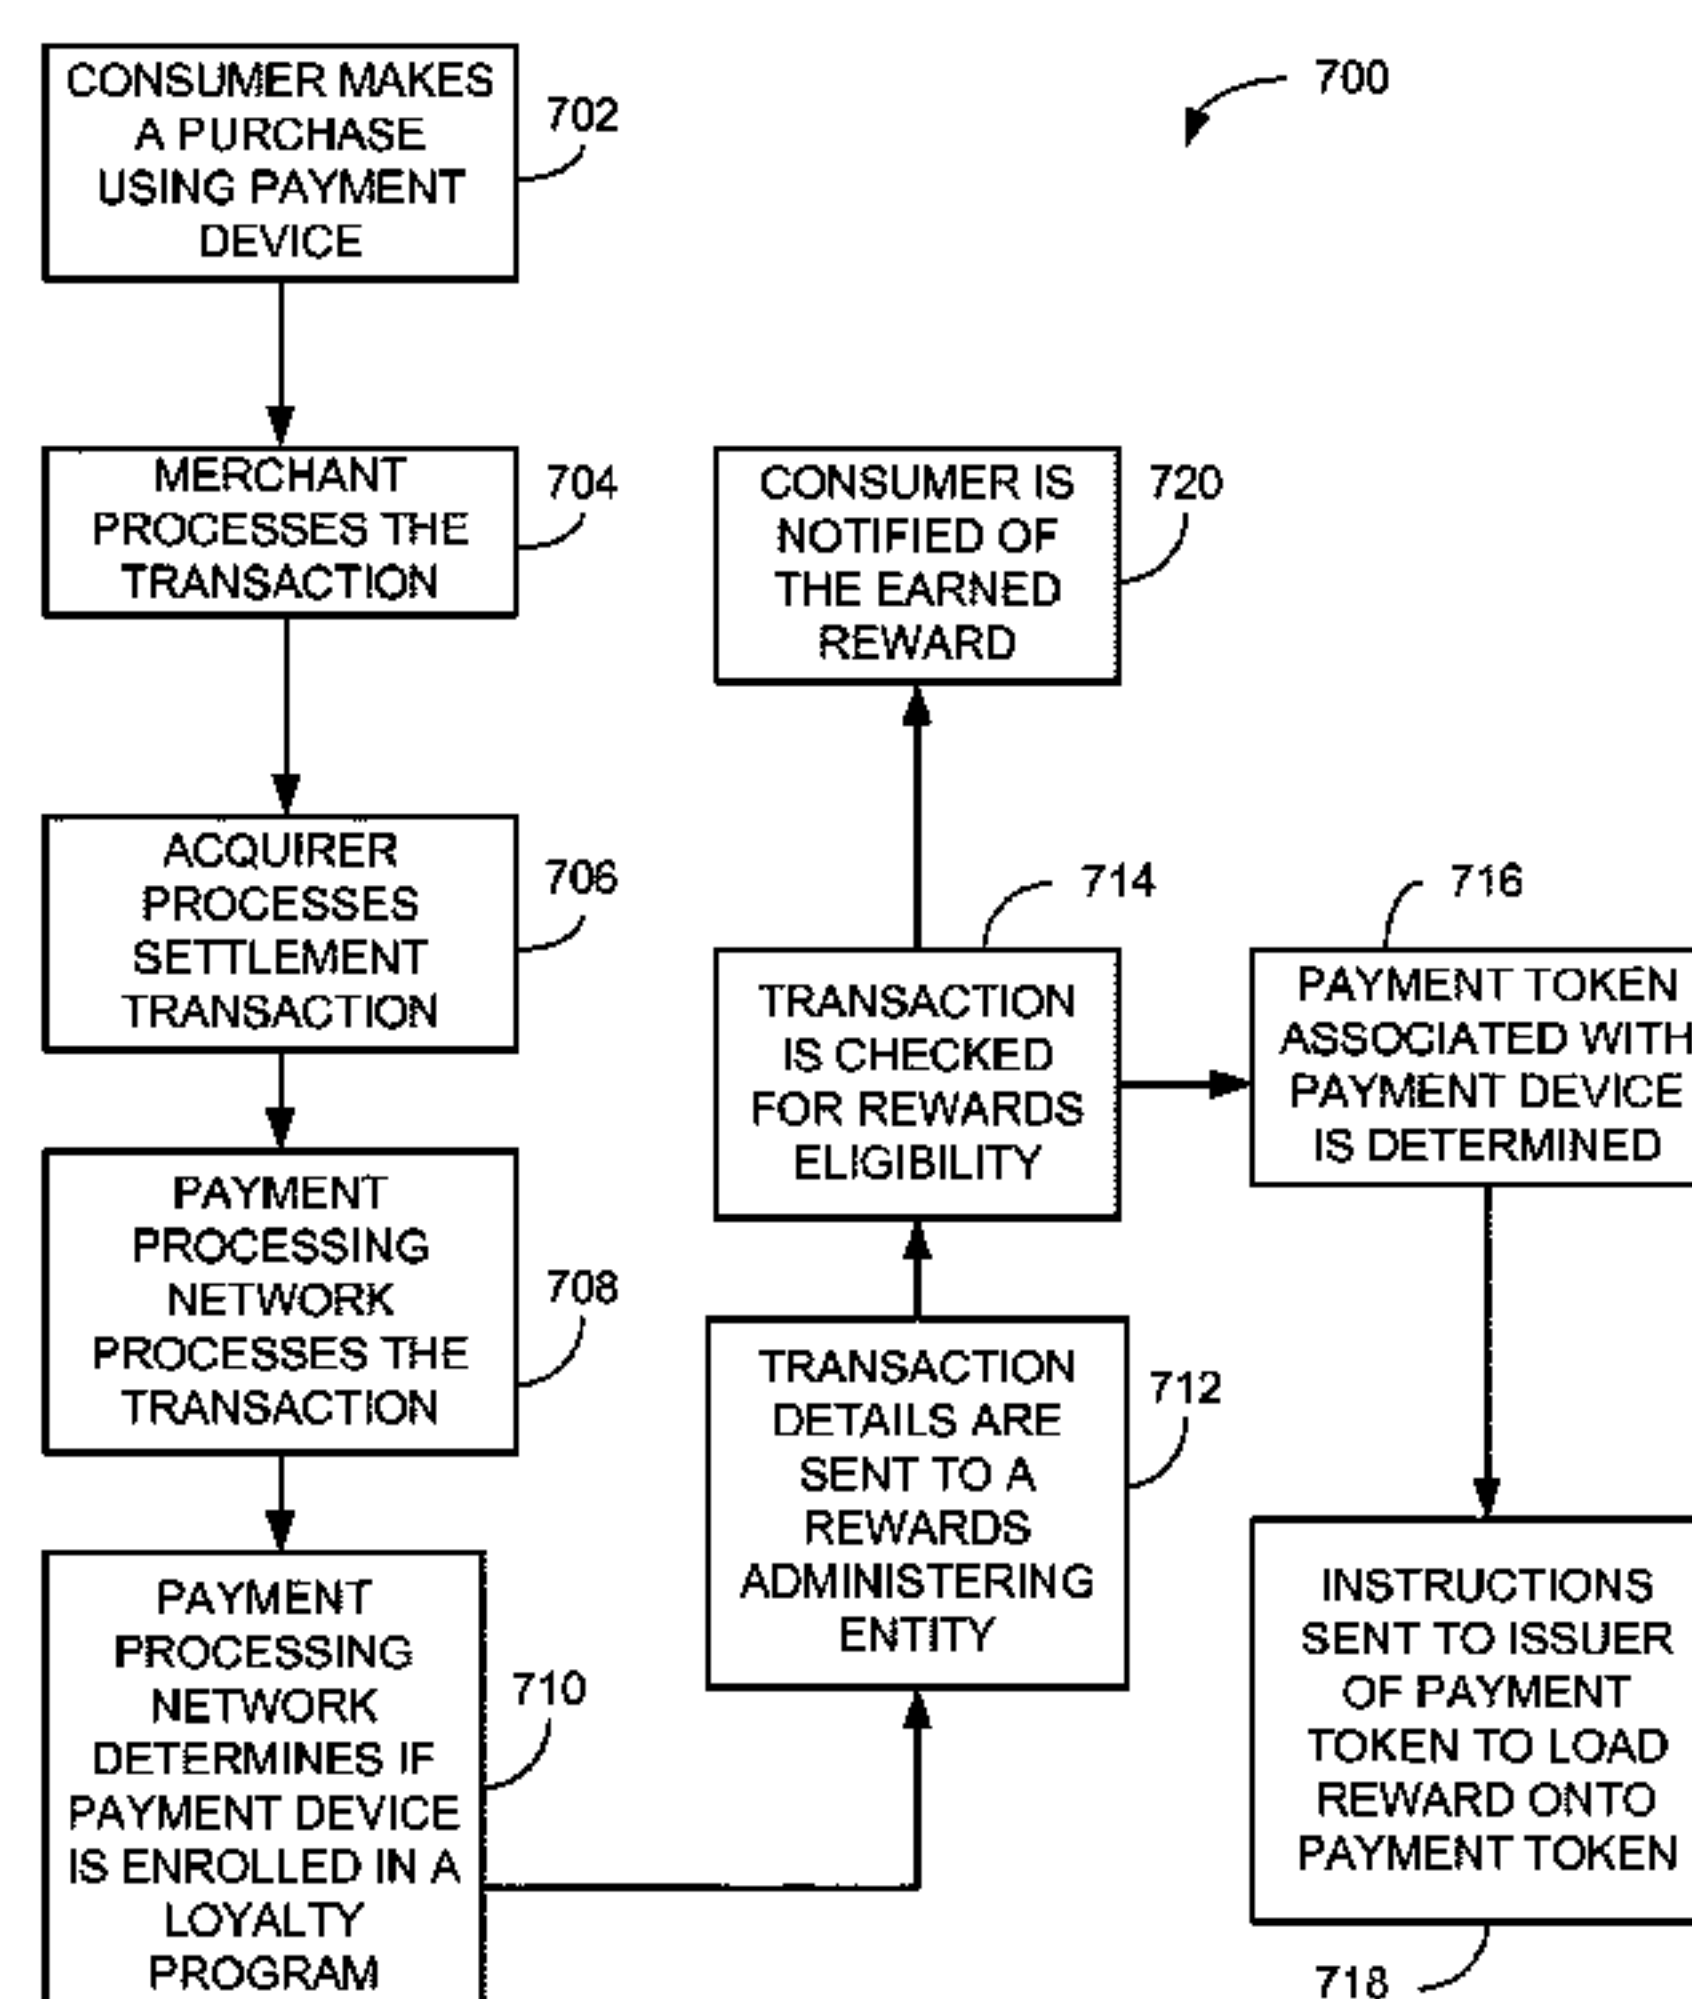 700
CONSUMER MAKES
A PURCHASE
USING PAYMENT
DEVICE
702
MERCHANT
PROCESSES THE
TRANSACTION
704
ACQUIRER
PROCESSES
SETTLEMENT
TRANSACTION
706
PAYMENT
PROCESSING
NETWORK
PROCESSES THE
TRANSACTION
708
PAYMENT
PROCESSING
NETWORK
DETERMINES IF
PAYMENT DEVICE
IS ENROLLED IN A
LOYALTY
PROGRAM
710
TRANSACTION
DETAILS ARE
SENT TO A
REWARDS
ADMINISTERING
ENTITY
712
TRANSACTION
IS CHECKED
FOR REWARDS
ELIGIBILITY
714
CONSUMER IS
NOTIFIED OF
THE EARNED
REWARD
720
716
PAYMENT TOKEN
ASSOCIATED WITH
PAYMENT DEVICE
IS DETERMINED
INSTRUCTIONS
SENT TO ISSUER
OF PAYMENT
TOKEN TO LOAD
REWARD ONTO
PAYMENT TOKEN
718